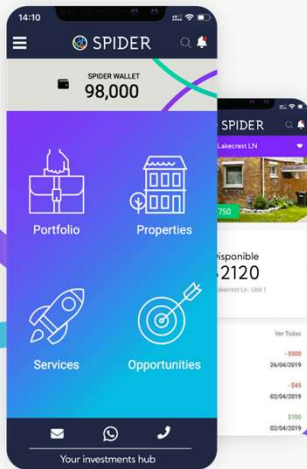 14:10
SPIDER
SPIDER WALLET
98,000
Portfolio
Properties
Services
Opportunities
Your investments hub
SPIDER
Lakecrest LN
750
isponible
2120
Lakecrest Ln - Unit 1
Ver Todas
-$500
26/04/2019
-$45
02/04/2019
$100
02/04/2019